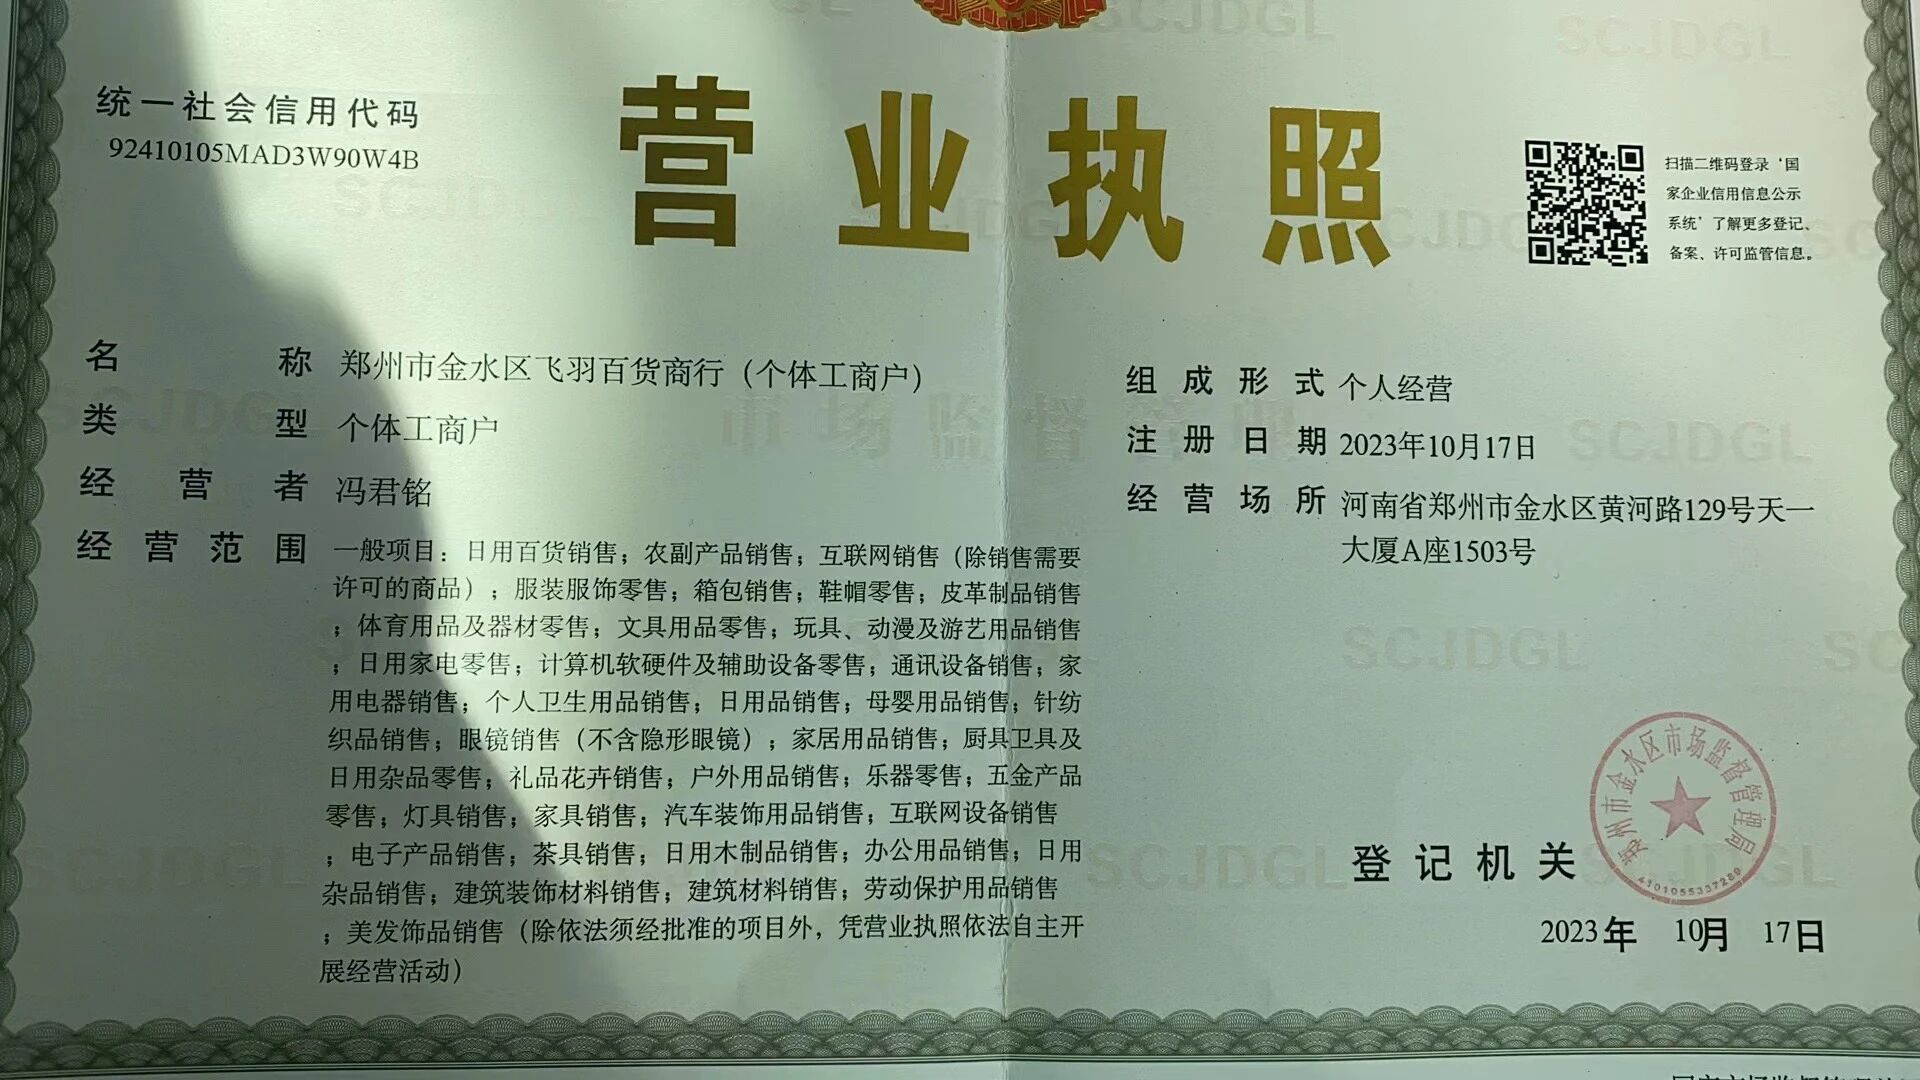 统一社会信用代码
92410105MAD3W90W4B
营业执照
扫描二维码登录‘国
家企业信用信息公示
系统’了解更多登记、
备案、许可监管信息。
名称 郑州市金水区飞羽百货商行（个体工商户）
类型 个体工商户
经营者 冯君铭
经营范围 一般项目：日用百货销售；农副产品销售；互联网销售（除销售需要
许可的商品）；服装服饰零售；箱包销售；鞋帽零售；皮革制品销售
；体育用品及器材零售；文具用品零售；玩具、动漫及游艺用品销售
；日用家电零售；计算机软硬件及辅助设备零售；通讯设备销售；家
用电器销售；个人卫生用品销售；日用品销售；母婴用品销售；针纺
织品销售；眼镜销售（不含隐形眼镜）；家居用品销售；厨具卫具及
日用杂品零售；礼品花卉销售；户外用品销售；乐器零售；五金产品
零售；灯具销售；家具销售；汽车装饰用品销售；互联网设备销售
；电子产品销售；茶具销售；日用木制品销售；办公用品销售；日用
杂品销售；建筑装饰材料销售；建筑材料销售；劳动保护用品销售
；美发饰品销售（除依法须经批准的项目外，凭营业执照依法自主开
展经营活动）
组成形式 个人经营
注册日期 2023年10月17日
经营场所 河南省郑州市金水区黄河路129号天一
大厦A座1503号
郑州市金水区市场监督管理局
4101055337289
登记机关
2023年 10月 17日
SCJDGL
市场监督管理